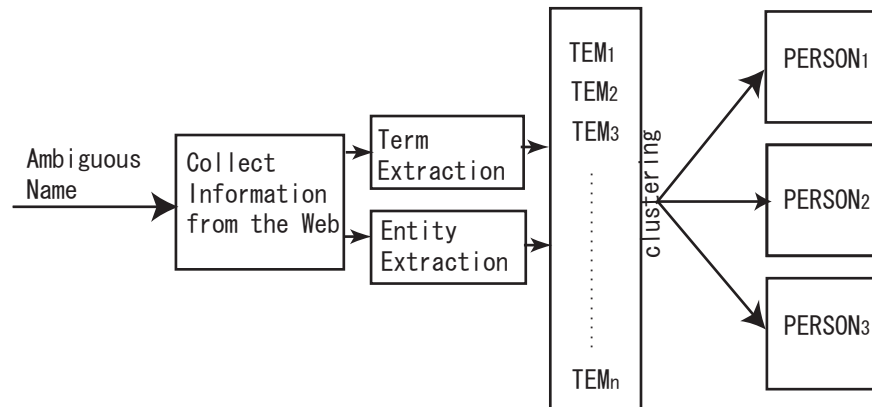 Ambiguous
Name
Collect
Information
from the Web
Term
Extraction
Entity
Extraction
TEM1
TEM2
TEM3
TEMn
clustering
PERSON1
PERSON2
PERSON3